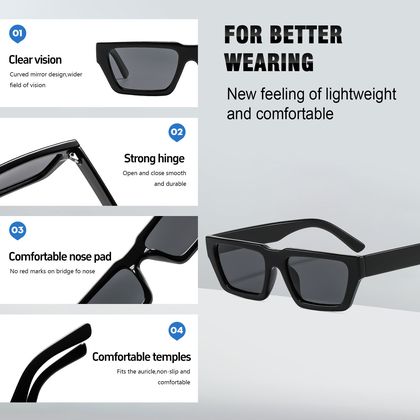 01
Clear vision
Curved mirror design,wider
field of vision
02
Strong hinge
Open and close smooth
and durable
03
Comfortable nose pad
No red marks on bridge fo nose
04
Comfortable temples
Fits the auricle,non-slip and
comfortable
FOR BETTER
WEARING
New feeling of lightweight
and comfortable